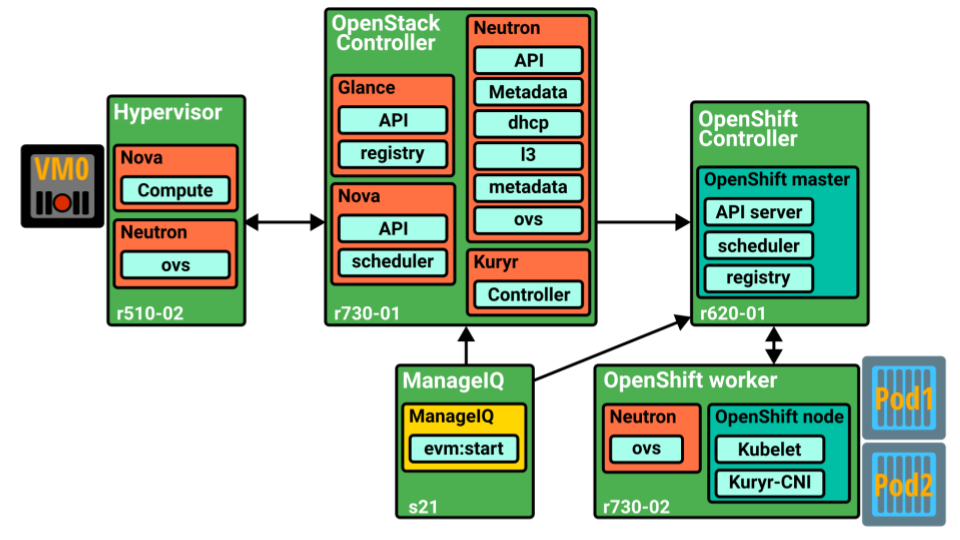 VM0
Hypervisor
Nova
Compute
Neutron
ovs
r510-02
OpenStack
Controller
Glance
API
registry
Nova
API
scheduler
r730-01
Neutron
API
Metadata
dhcp
l3
metadata
ovs
Kuryr
Controller
OpenShift
Controller
OpenShift master
API server
scheduler
registry
r620-01
ManageIQ
ManageIQ
evm:start
s21
OpenShift worker
Neutron
ovs
r730-02
OpenShift node
Kubelet
Kuryr-CNI
Pod1
Pod2